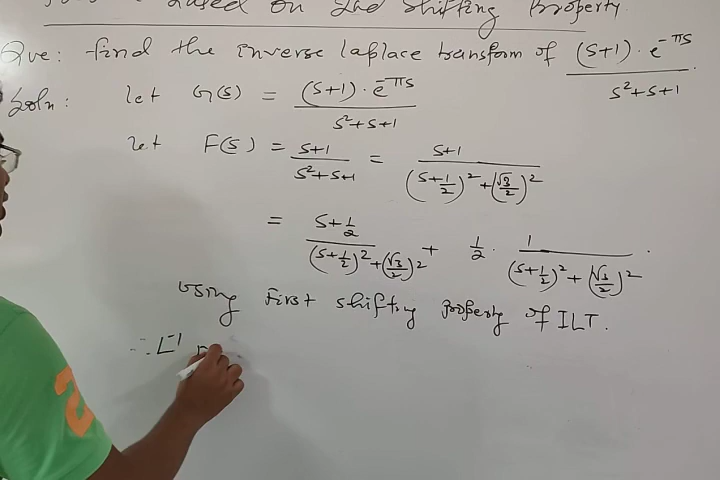 Based on 2nd Shifting Property.
Que: find the inverse laplace transform of (s+1)·e^-πs / s²+s+1.
Soln: let G(s) = (s+1)·e^-πs / s²+s+1
let F(s) = s+1 / s²+s+1 = s+1 / (s+1/2)²+(√3/2)²
= s+1/2 / (s+1/2)²+(√3/2)² + 1/2 · 1 / (s+1/2)²+(√3/2)².
Using First shifting property of ILT.
∴ L⁻¹
2